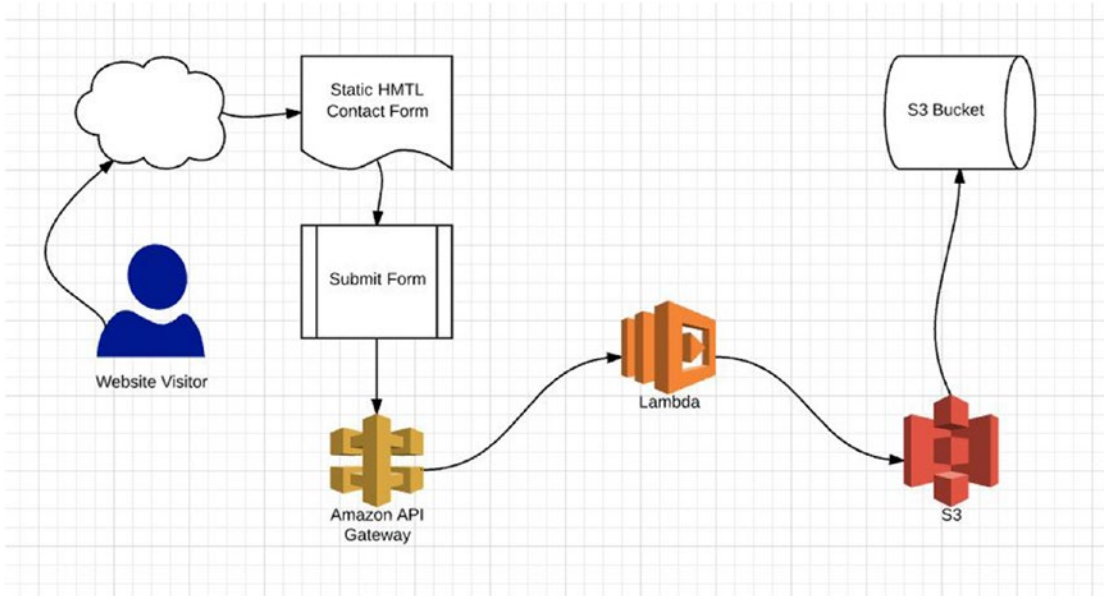 Static HMTL
Contact Form
S3 Bucket
Submit Form
Website Visitor
Lambda
Amazon API
Gateway
S3